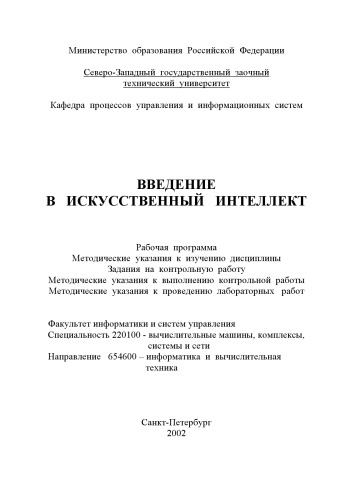 Министерство образования Российской Федерации
Северо-Западный государственный заочный
технический университет
Кафедра процессов управления и информационных систем
ВВЕДЕНИЕ
В ИСКУССТВЕННЫЙ ИНТЕЛЛЕКТ
Рабочая программа
Методические указания к изучению дисциплины
Задания на контрольную работу
Методические указания к выполнению контрольной работы
Методические указания к проведению лабораторных работ
Факультет информатики и систем управления
Специальность 220100 - вычислительные машины, комплексы,
системы и сети
Направление 654600 – информатика и вычислительная
техника
Санкт-Петербург
2002